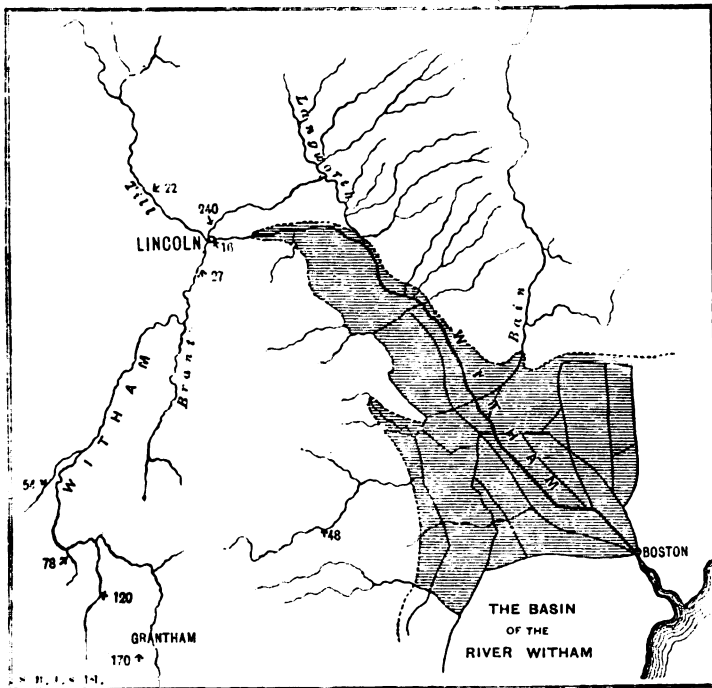 Langworth
Till
22
240
LINCOLN
16
27
Bain
Brant
WITHAM
WITHAM
54
48
78
BOSTON
120
THE BASIN
OF THE
RIVER WITHAM
GRANTHAM
170